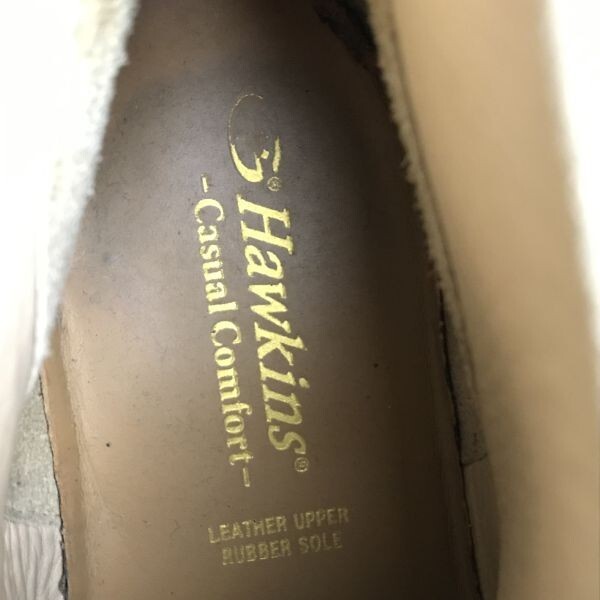 ® Hawkins®
-Casual Comfort-
LEATHER UPPER
RUBBER SOLE